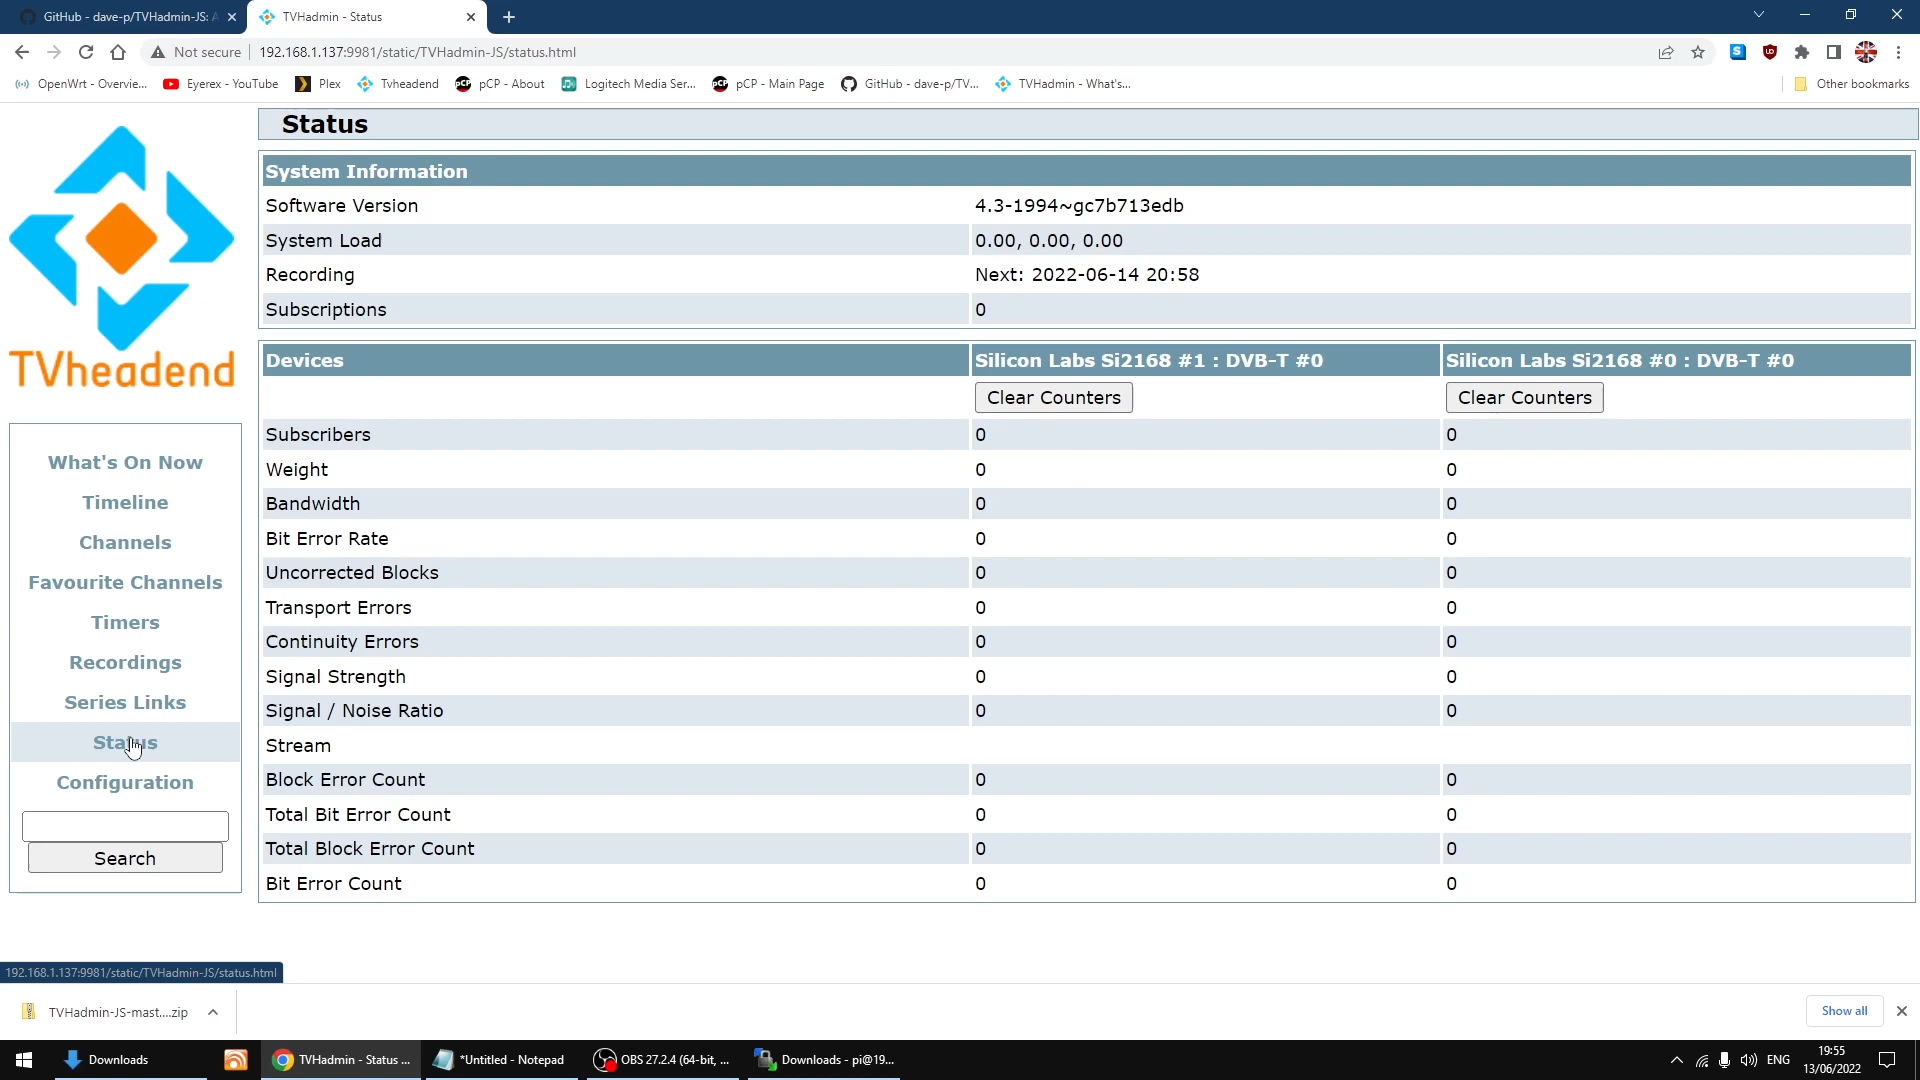 GitHub - dave-p/TVHadmin-JS: A
TVHadmin - Status
Not secure
192.168.1.137:9981/static/TVHadmin-JS/status.html
OpenWrt - Overvie...
Eyerex - YouTube
Plex
Tvheadend
pCP - About
Logitech Media Ser...
pCP - Main Page
GitHub - dave-p/TV...
TVHadmin - What's...
Other bookmarks
TVheadend
What's On Now
Timeline
Channels
Favourite Channels
Timers
Recordings
Series Links
Status
Configuration
Search
Status
System Information
Software Version 4.3-1994~gc7b713edb
System Load 0.00, 0.00, 0.00
Recording Next: 2022-06-14 20:58
Subscriptions 0
Devices Silicon Labs Si2168 #1 : DVB-T #0 Silicon Labs Si2168 #0 : DVB-T #0
Clear Counters Clear Counters
Subscribers 0 0
Weight 0 0
Bandwidth 0 0
Bit Error Rate 0 0
Uncorrected Blocks 0 0
Transport Errors 0 0
Continuity Errors 0 0
Signal Strength 0 0
Signal / Noise Ratio 0 0
Stream
Block Error Count 0 0
Total Bit Error Count 0 0
Total Block Error Count 0 0
Bit Error Count 0 0
192.168.1.137:9981/static/TVHadmin-JS/status.html
TVHadmin-JS-mast....zip
Show all
Downloads
TVHadmin - Status ...
*Untitled - Notepad
OBS 27.2.4 (64-bit, ...
Downloads - pi@19...
ENG
19:55
13/06/2022